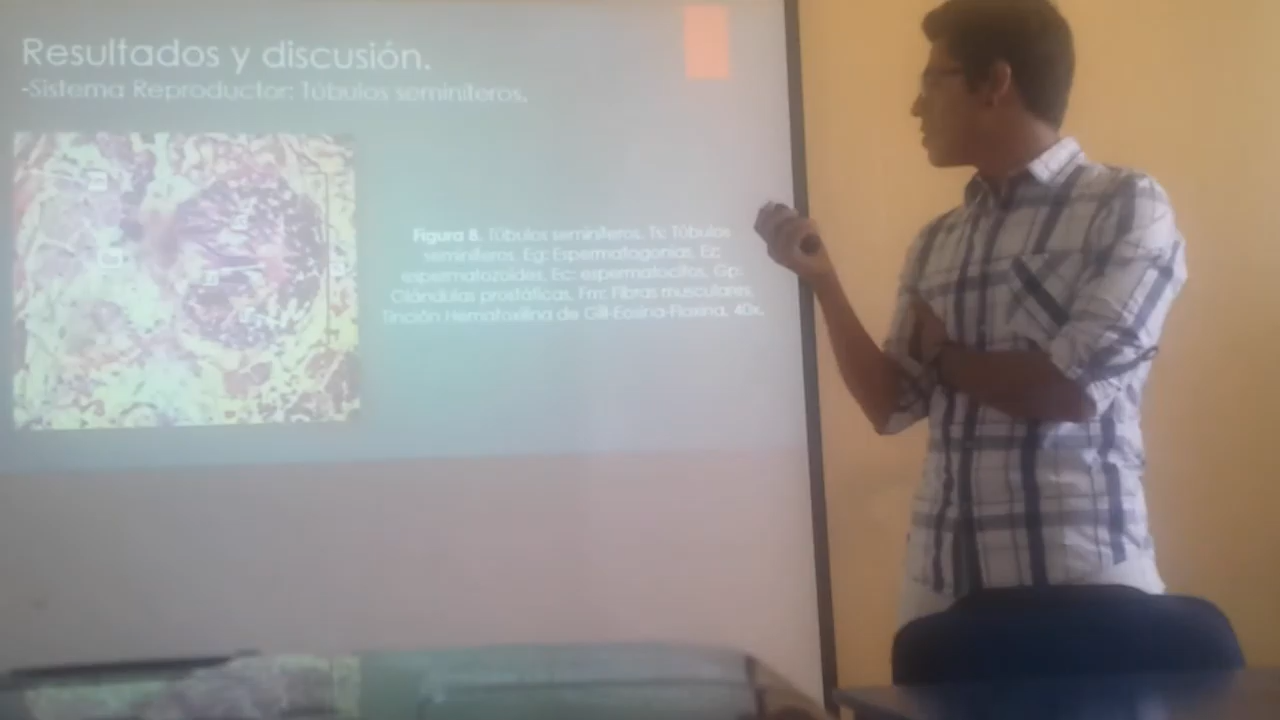 Resultados y discusión.
-Sistema Reproductor: Túbulos seminíferos.
Figura 8. Túbulos seminíferos. Ts: Túbulos
seminíferos, Eg: Espermatogonias, Ez:
espermatozoides, Ec: espermatocitos, Gp:
Glándulas prostáticas, Fm: Fibras musculares.
Tinción Hematoxilina de Gill-Eosina-Floxina, 40x.